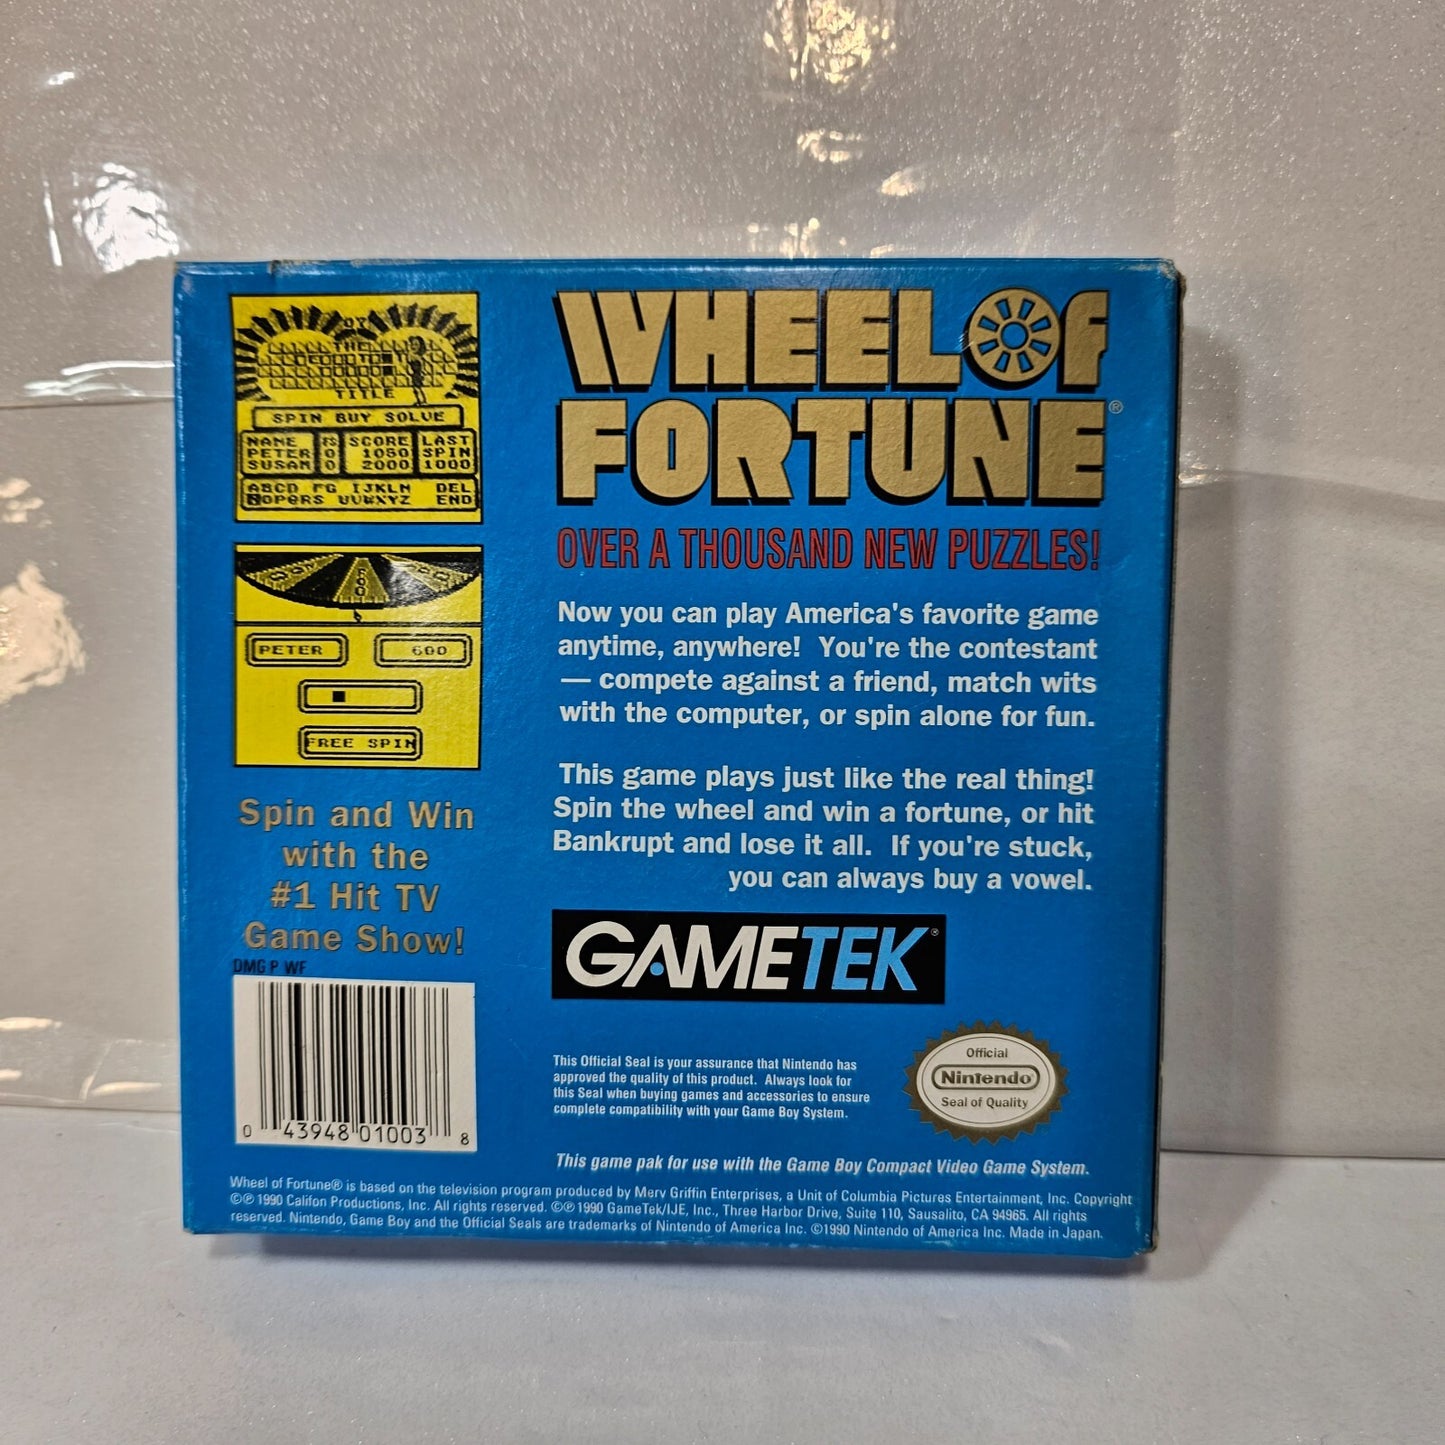 THE
TITLE
SPIN BUY SOLVE
NAME SCORE LAST
PETER 0 1050 SPIN
SUSAN 0 2000 1000
ABCD FG IJKLM DEL
NOPQRS UVWXYZ END
PETER 600
FREE SPIN
Spin and Win
with the
#1 Hit TV
Game Show!
DMG P WF
0 43948 01003 8
WHEEL OF
FORTUNE®
OVER A THOUSAND NEW PUZZLES!
Now you can play America's favorite game
anytime, anywhere! You're the contestant
— compete against a friend, match wits
with the computer, or spin alone for fun.
This game plays just like the real thing!
Spin the wheel and win a fortune, or hit
Bankrupt and lose it all. If you're stuck,
you can always buy a vowel.
GAMETEK®
This Official Seal is your assurance that Nintendo has
approved the quality of this product. Always look for
this Seal when buying games and accessories to ensure
complete compatibility with your Game Boy System.
Official
Nintendo®
Seal of Quality
This game pak for use with the Game Boy Compact Video Game System.
Wheel of Fortune® is based on the television program produced by Merv Griffin Enterprises, a Unit of Columbia Pictures Entertainment, Inc. Copyright
©℗ 1990 Califon Productions, Inc. All rights reserved. ©℗1990 GameTek/IJE, Inc., Three Harbor Drive, Suite 110, Sausalito, CA 94965. All rights
reserved. Nintendo, Game Boy and the Official Seals are trademarks of Nintendo of America Inc. ©1990 Nintendo of America Inc. Made in Japan.